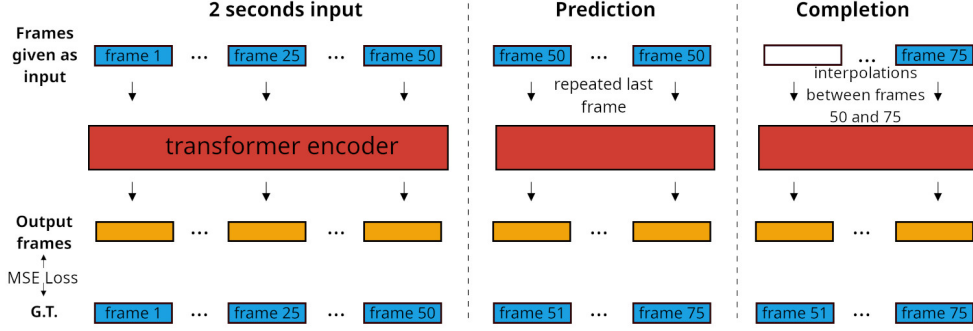 2 seconds input
Prediction
Completion
Frames
given as
input
frame 1 ... frame 25 ... frame 50
frame 50 ... frame 50
... frame 75
repeated last
frame
interpolations
between frames
50 and 75
transformer encoder
Output
frames
... ...
...
...
MSE Loss
G.T.
frame 1 ... frame 25 ... frame 50
frame 51 ... frame 75
frame 51 ... frame 75